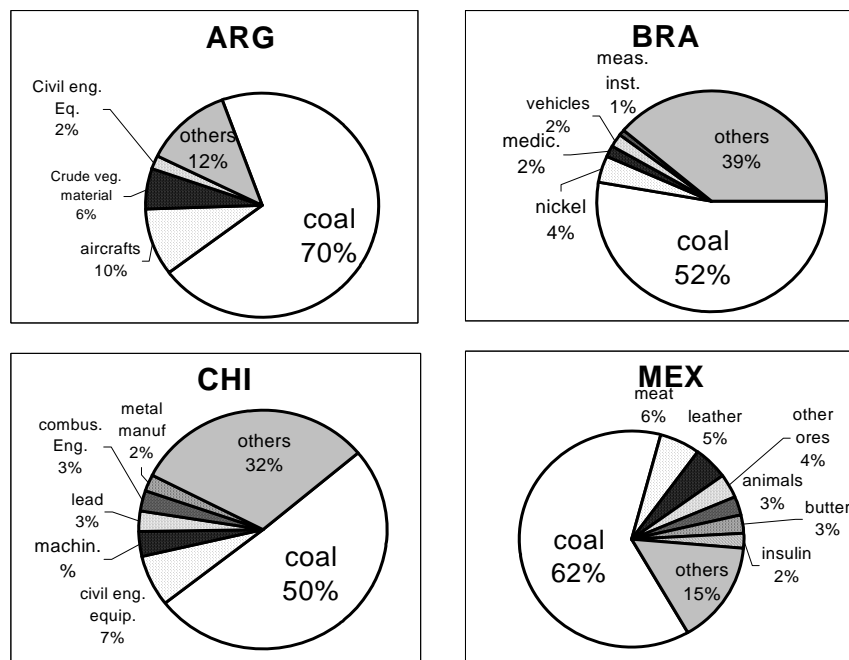 ARG
Civil eng.
Eq.
2%
others
12%
Crude veg.
material
6%
aircrafts
10%
coal
70%
BRA
meas.
inst.
1%
vehicles
2%
medic.
2%
nickel
4%
others
39%
coal
52%
CHI
metal
manuf
2%
combus.
Eng.
3%
lead
3%
machin.
%
civil eng.
equip.
7%
others
32%
coal
50%
MEX
meat
6%
leather
5%
other
ores
4%
animals
3%
butter
3%
insulin
2%
others
15%
coal
62%